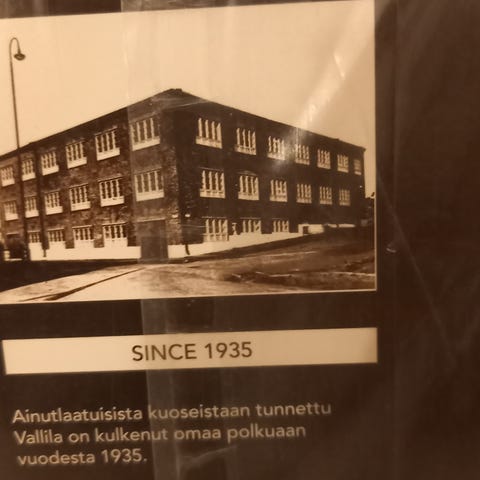 SINCE 1935
Ainutlaatuisista kuoseistaan tunnettu
Vallila on kulkenut omaa polkuaan
vuodesta 1935.